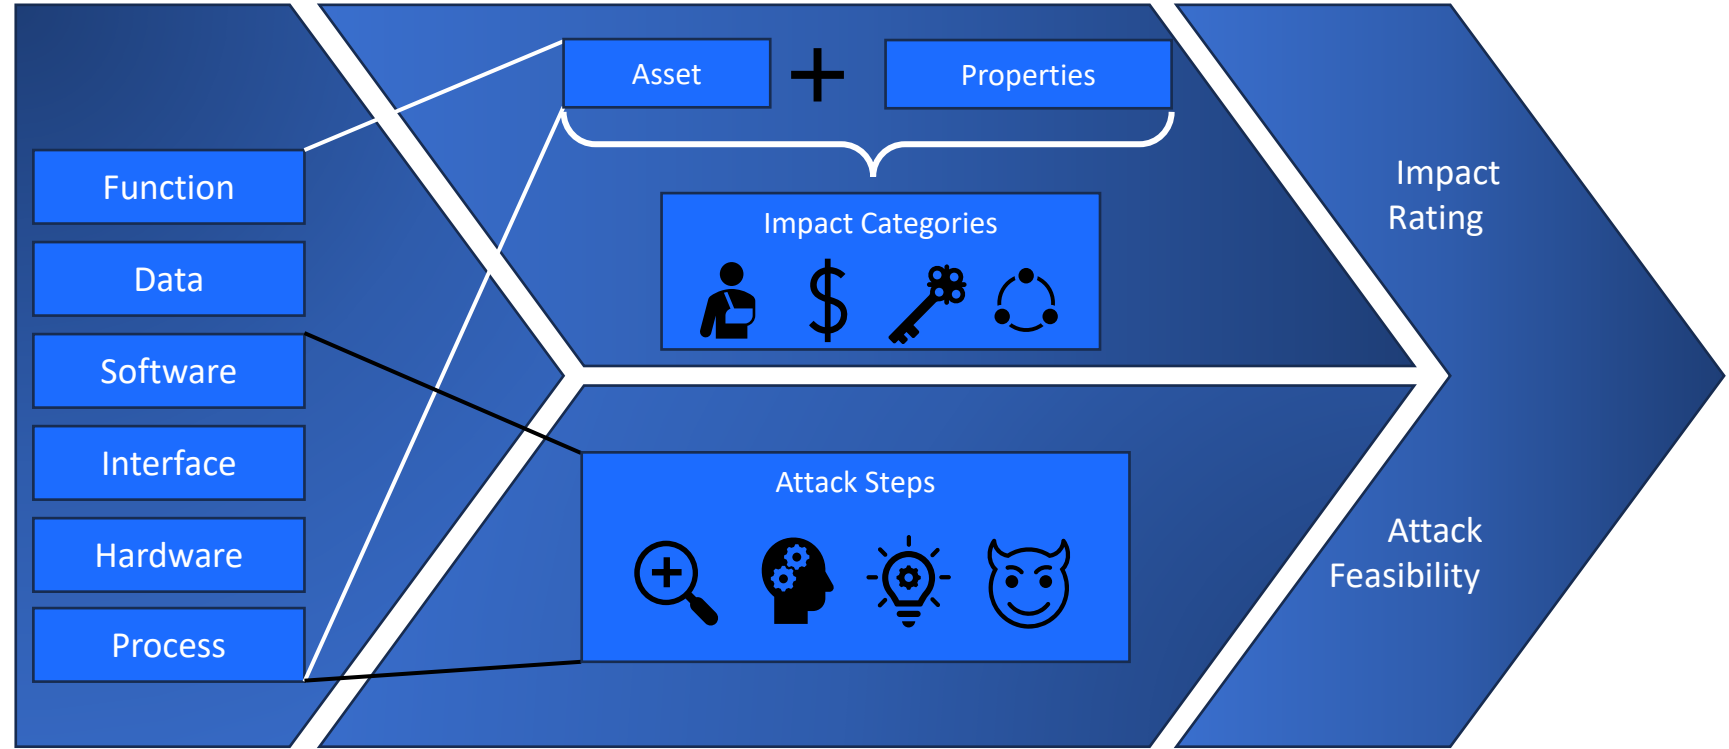 Function
Data
Software
Interface
Hardware
Process
Asset
Properties
Impact Categories
Attack Steps
Impact
Rating
Attack
Feasibility